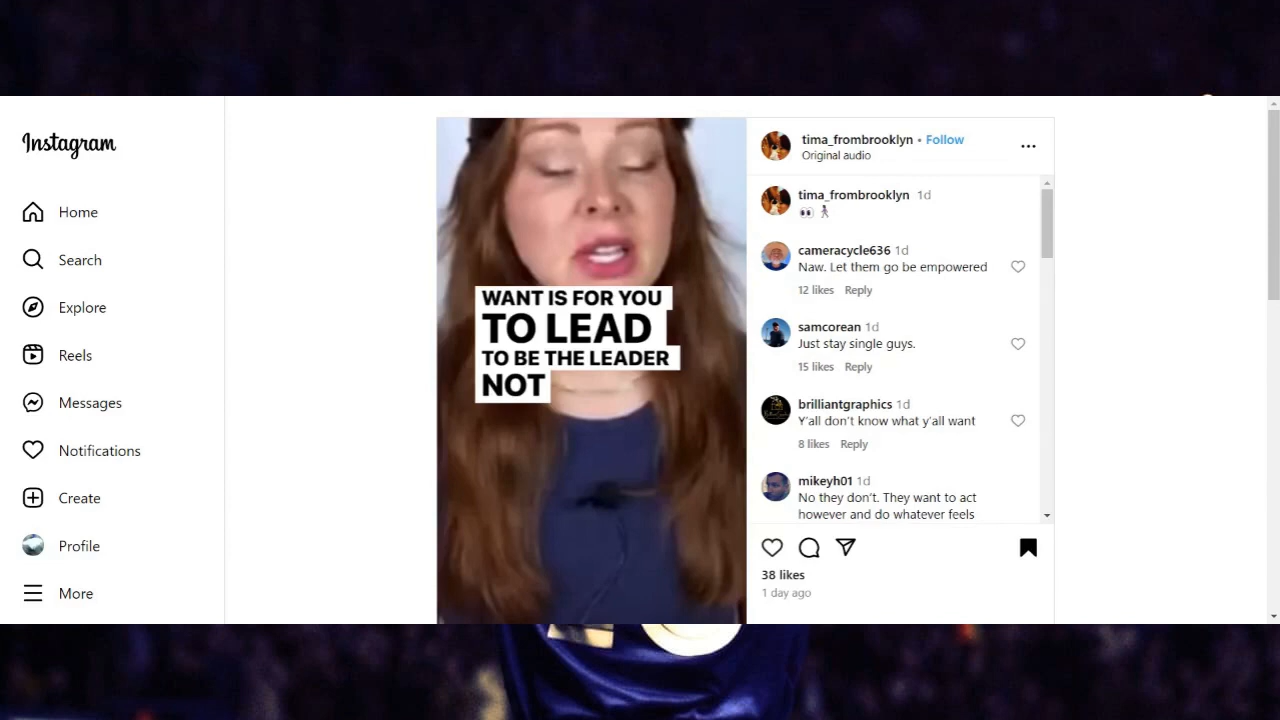 Instagram
Home
Search
Explore
Reels
Messages
Notifications
Create
Profile
More
WANT IS FOR YOU
TO LEAD
TO BE THE LEADER
NOT
tima_frombrooklyn • Follow
Original audio
tima_frombrooklyn 1d
👀🚶
cameracycle636 1d
Naw. Let them go be empowered
12 likes Reply
samcorean 1d
Just stay single guys.
15 likes Reply
brilliantgraphics 1d
Y'all don't know what y'all want
8 likes Reply
mikeyh01 1d
No they don't. They want to act
however and do whatever feels
38 likes
1 day ago